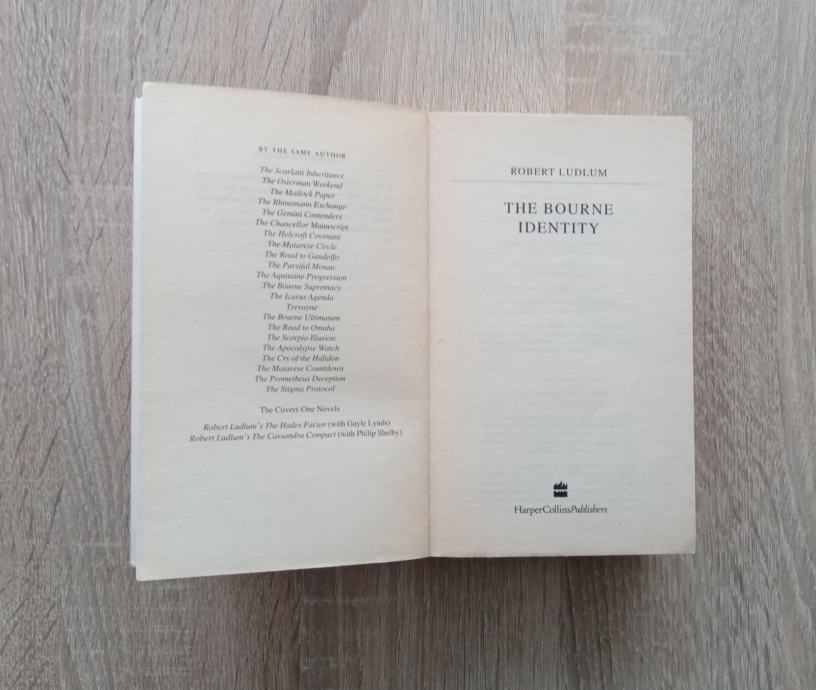 BY THE SAME AUTHOR
The Scarlatti Inheritance
The Osterman Weekend
The Matlock Paper
The Rhinemann Exchange
The Gemini Contenders
The Chancellor Manuscript
The Holcroft Covenant
The Matarese Circle
The Road to Gandolfo
The Parsifal Mosaic
The Aquitaine Progression
The Bourne Supremacy
The Icarus Agenda
Trevayne
The Bourne Ultimatum
The Road to Omaha
The Scorpio Illusion
The Apocalypse Watch
The Cry of the Halidon
The Matarese Countdown
The Prometheus Deception
The Stigma Protocol
The Covert-One Novels
Robert Ludlum's The Hades Factor (with Gayle Lynds)
Robert Ludlum's The Cassandra Compact (with Philip Shelby)
ROBERT LUDLUM
THE BOURNE
IDENTITY
HarperCollinsPublishers